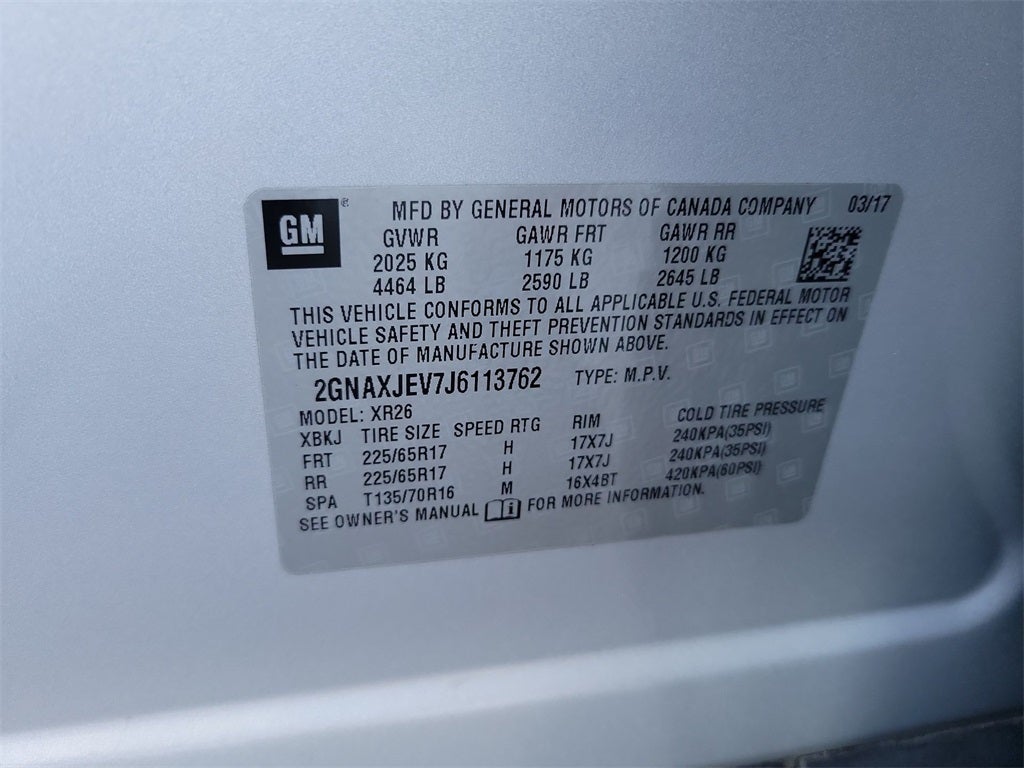 GM
MFD BY GENERAL MOTORS OF CANADA COMPANY 03/17
GVWR GAWR FRT GAWR RR
2025 KG 1175 KG 1200 KG
4464 LB 2590 LB 2645 LB
THIS VEHICLE CONFORMS TO ALL APPLICABLE U.S. FEDERAL MOTOR
VEHICLE SAFETY AND THEFT PREVENTION STANDARDS IN EFFECT ON
THE DATE OF MANUFACTURE SHOWN ABOVE.
2GNAXJEV7J6113762 TYPE: M.P.V.
MODEL: XR26
XBKJ TIRE SIZE SPEED RTG RIM COLD TIRE PRESSURE
FRT 225/65R17 H 17X7J 240KPA(35PSI)
RR 225/65R17 H 17X7J 240KPA(35PSI)
SPA T135/70R16 M 16X4BT 420KPA(60PSI)
SEE OWNER'S MANUAL i FOR MORE INFORMATION.